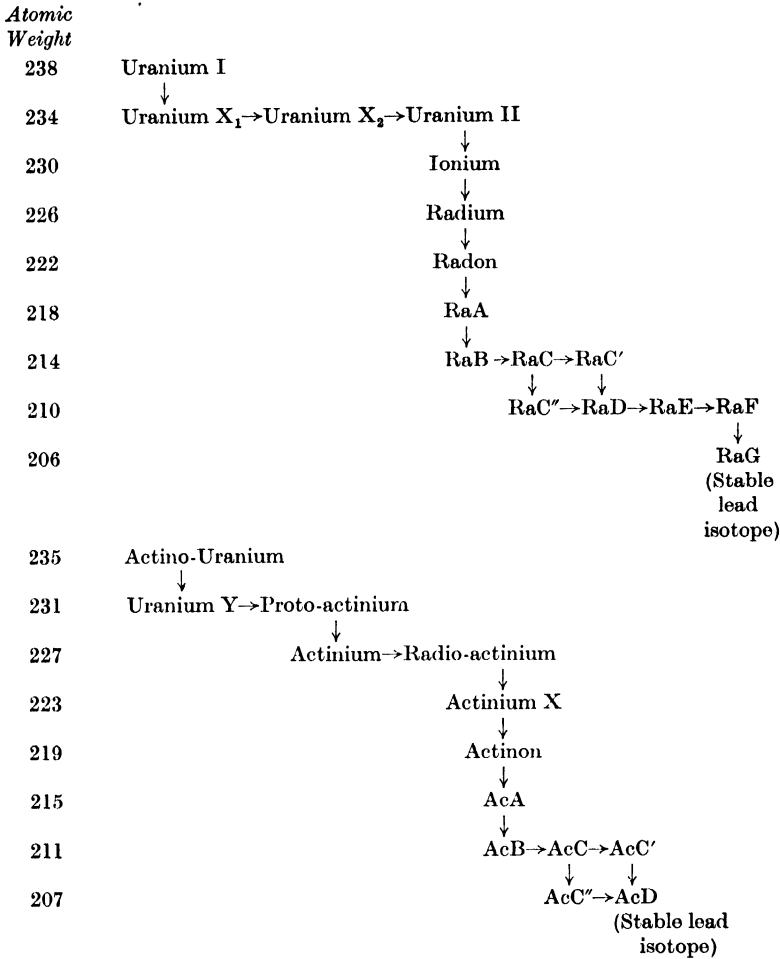 Atomic
Weight
238 Uranium I
↓
234 Uranium X₁→Uranium X₂→Uranium II
↓
230 Ionium
↓
226 Radium
↓
222 Radon
↓
218 RaA
↓
214 RaB→RaC→RaC′
↓ ↓
210 RaC″→RaD→RaE→RaF
↓
206 RaG
(Stable
lead
isotope)
235 Actino-Uranium
↓
231 Uranium Y→Proto-actinium
↓
227 Actinium→Radio-actinium
↓
223 Actinium X
↓
219 Actinon
↓
215 AcA
↓
211 AcB→AcC→AcC′
↓ ↓
207 AcC″→AcD
(Stable lead
isotope)